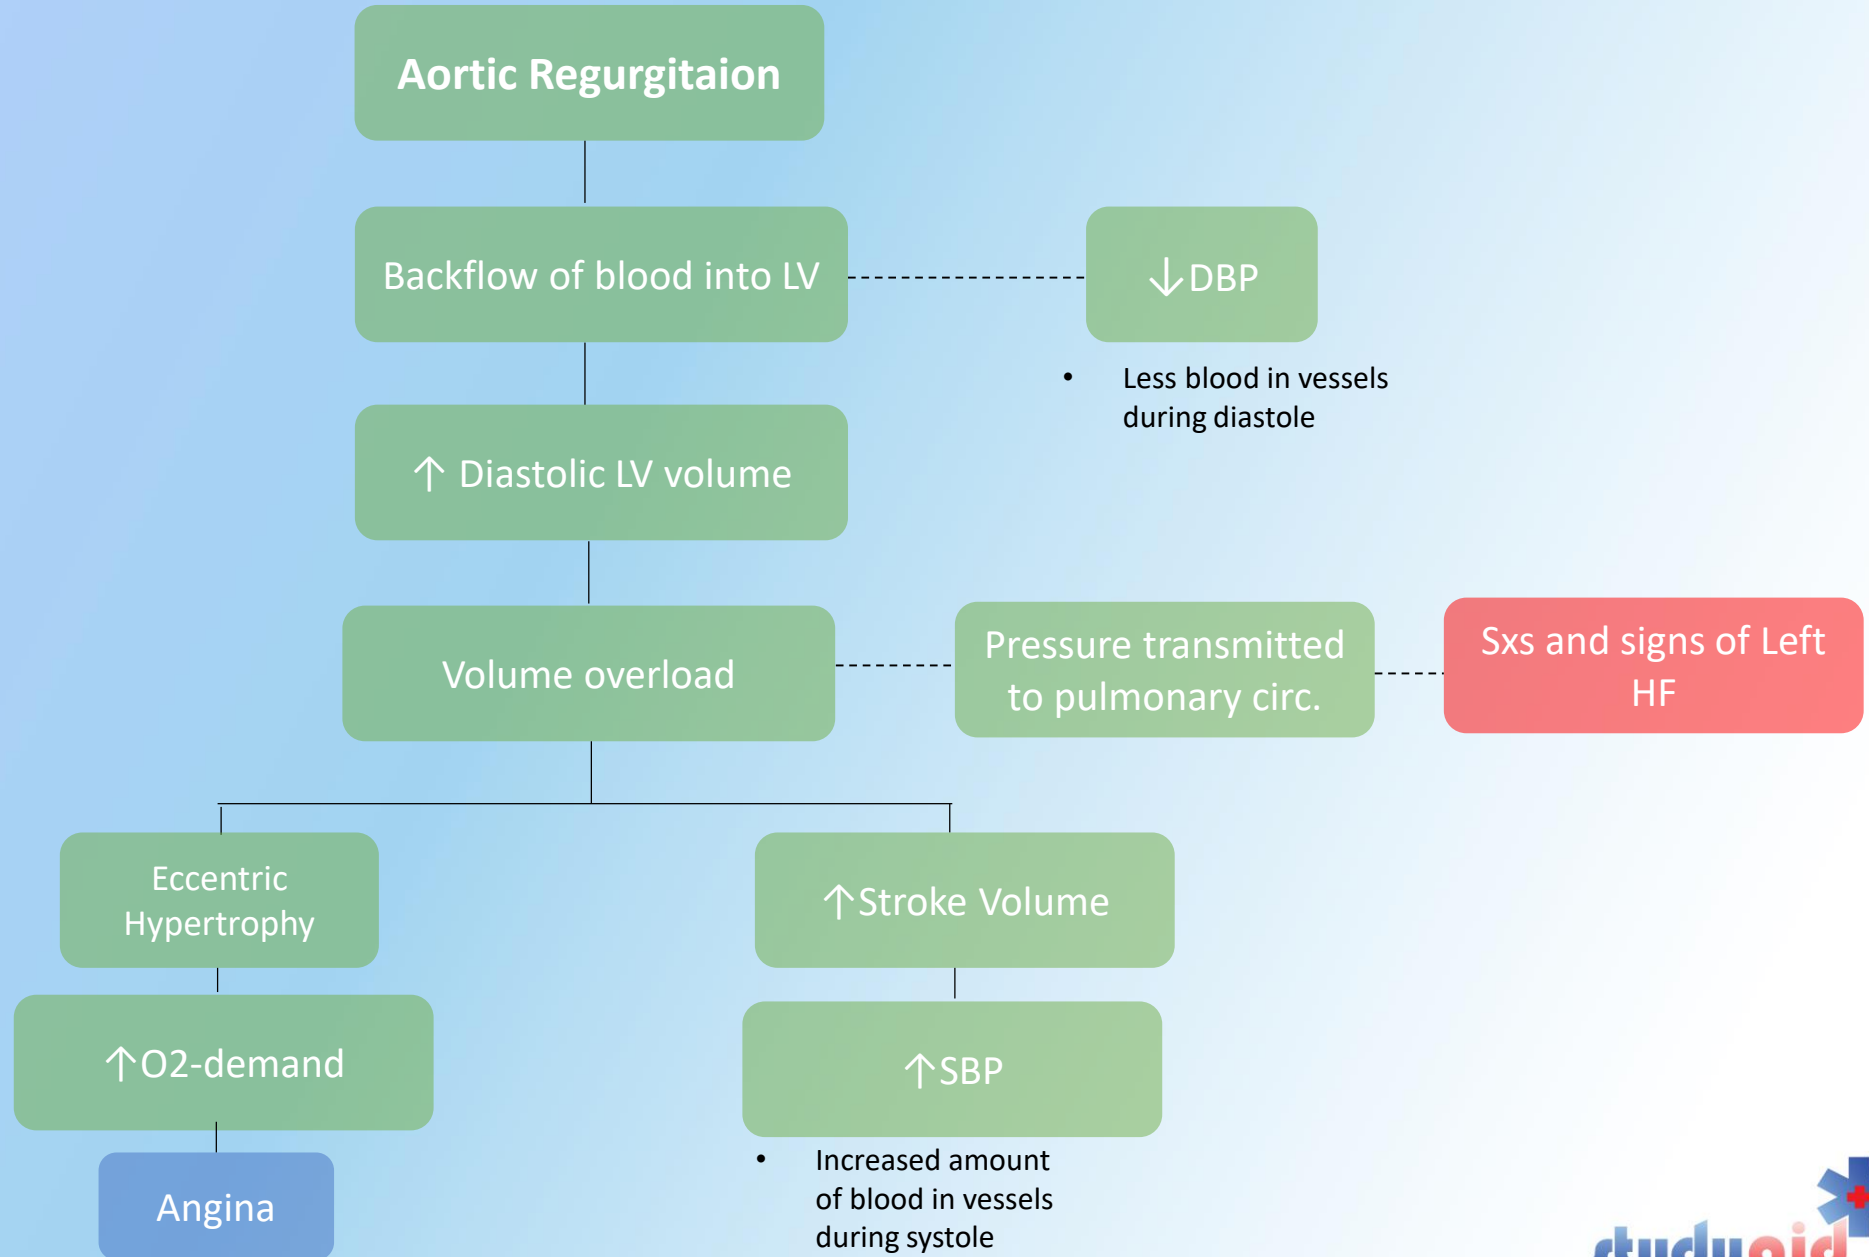 Aortic Regurgitaion
Backflow of blood into LV
↓DBP
• Less blood in vessels
during diastole
↑ Diastolic LV volume
Volume overload
Pressure transmitted
to pulmonary circ.
Sxs and signs of Left
HF
Eccentric
Hypertrophy
↑Stroke Volume
↑O2-demand
↑SBP
Angina
• Increased amount
of blood in vessels
during systole
studyaid